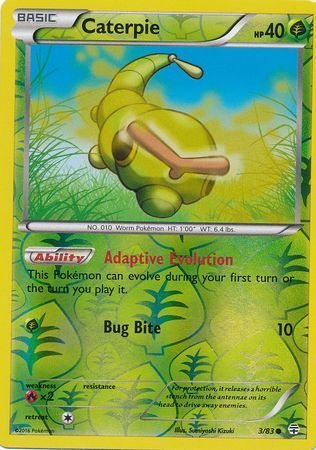 BASIC
Caterpie
HP40
NO. 010 Worm Pokémon HT: 1'00" WT: 6.4 lbs.
Ability
Adaptive Evolution
This Pokémon can evolve during your first turn or
the turn you play it.
Bug Bite 10
weakness resistance
×2
retreat
For protection, it releases a horrible
stench from the antennae on its
head to drive away enemies.
©2016 Pokémon
Illus. Sumiyoshi Kizuki
3/83